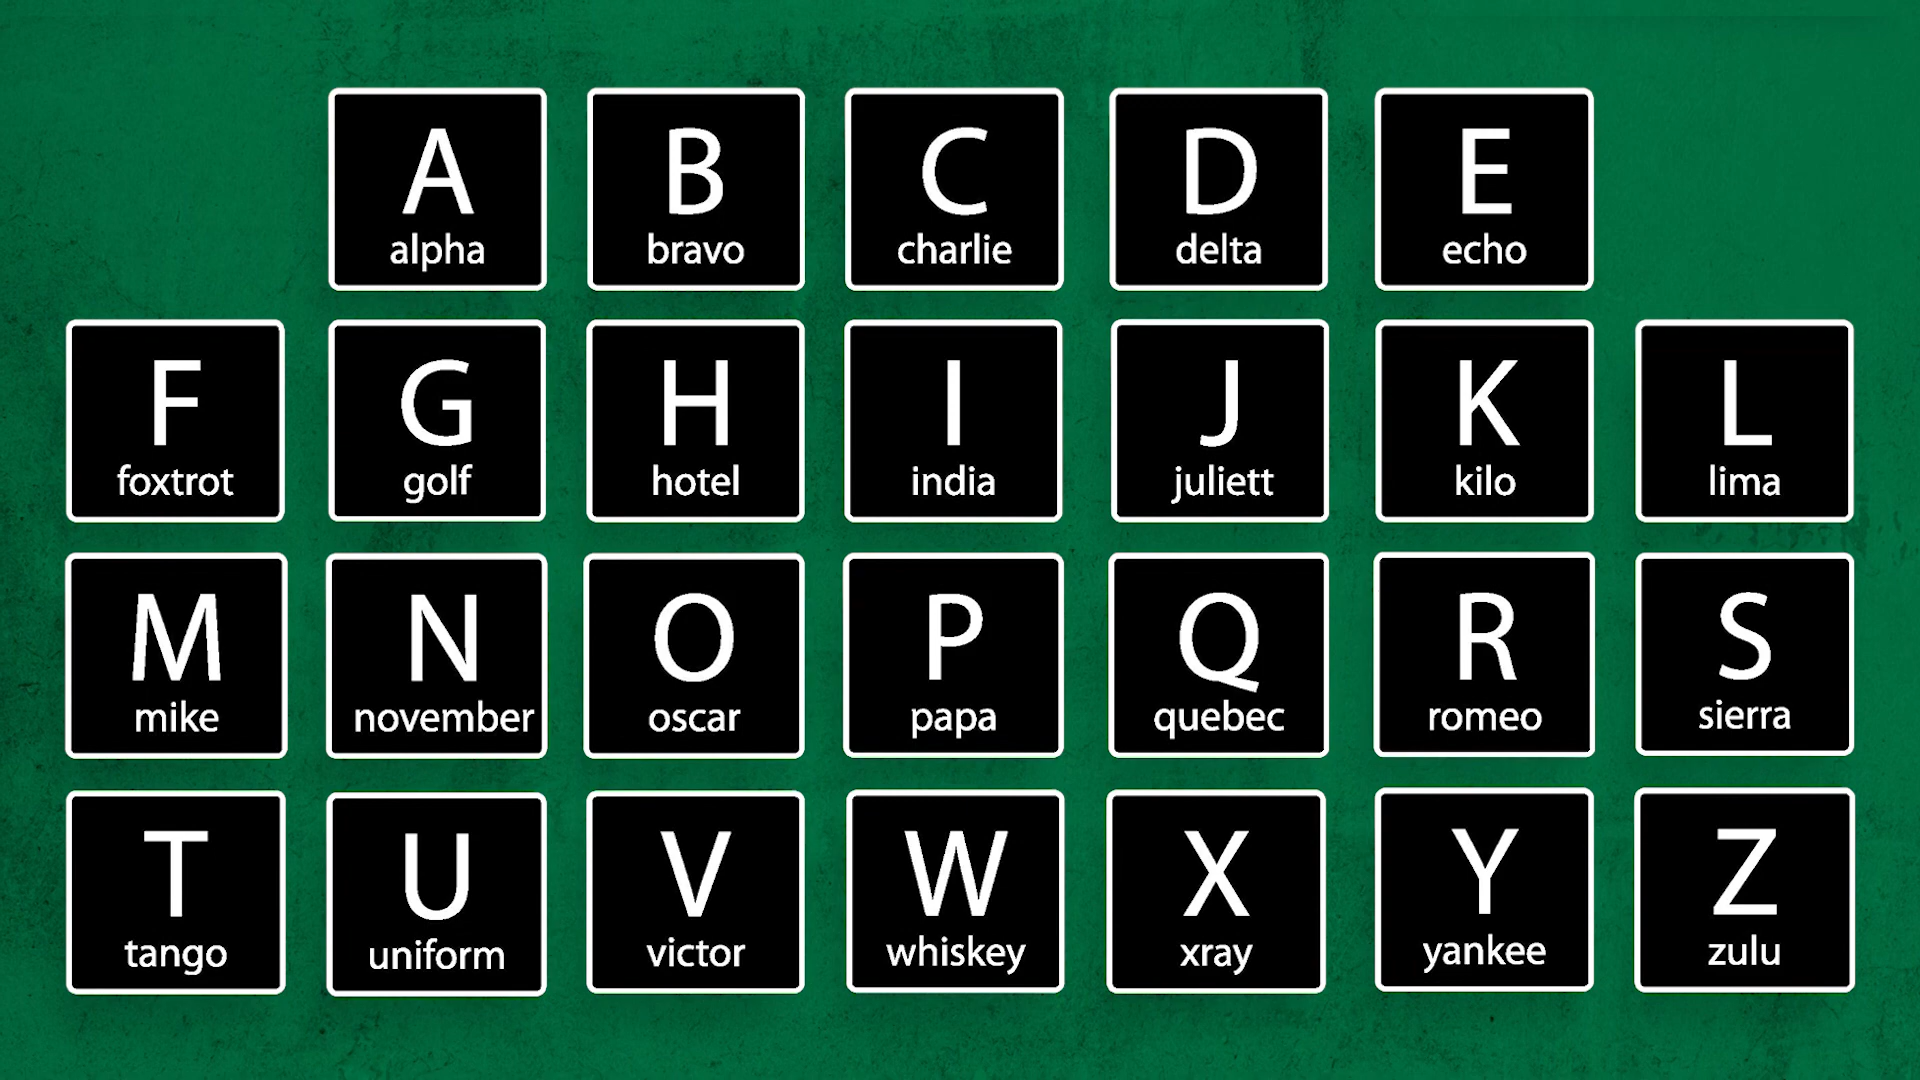 A B C D E
alpha bravo charlie delta echo
F G H I J K L
foxtrot golf hotel india juliett kilo lima
M N O P Q R S
mike november oscar papa quebec romeo sierra
T U V W X Y Z
tango uniform victor whiskey xray yankee zulu